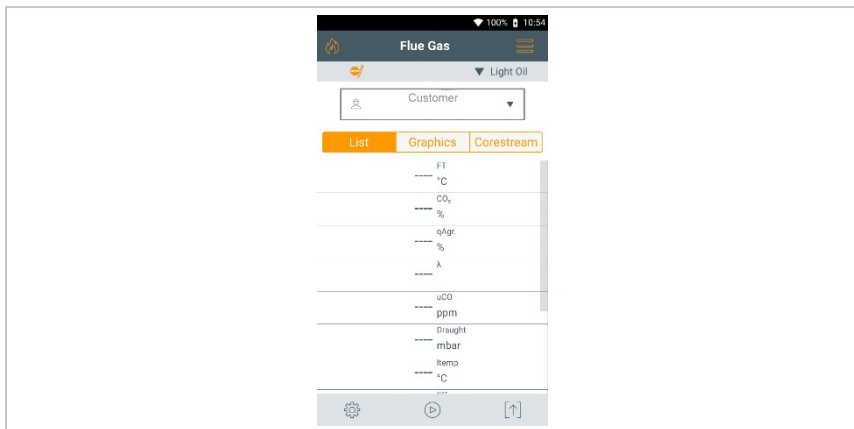 100% 10:54
Flue Gas
Light Oil
Customer
List Graphics Corestream
FT
---- °C
CO₂
---- %
qAgr.
---- %
λ
----
uCO
---- ppm
Draught
---- mbar
Itemp
---- °C